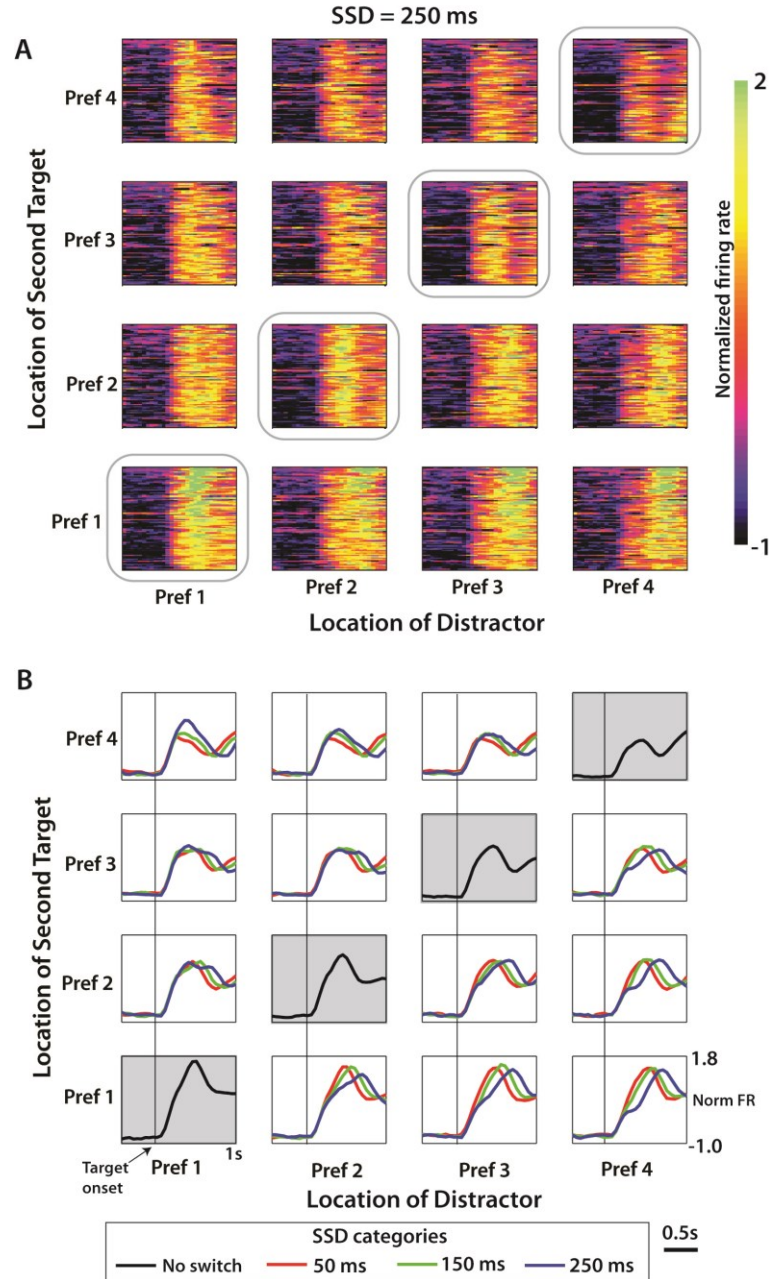 SSD = 250 ms
A
Pref 4
Pref 3
Pref 2
Pref 1
Location of Second Target
Pref 1 Pref 2 Pref 3 Pref 4
Location of Distractor
2
Normalized firing rate
-1
B
Pref 4
Pref 3
Pref 2
Pref 1
Location of Second Target
1.8
Norm FR
-1.0
Target
onset
1s
Pref 1 Pref 2 Pref 3 Pref 4
Location of Distractor
SSD categories
No switch 50 ms 150 ms 250 ms
0.5s